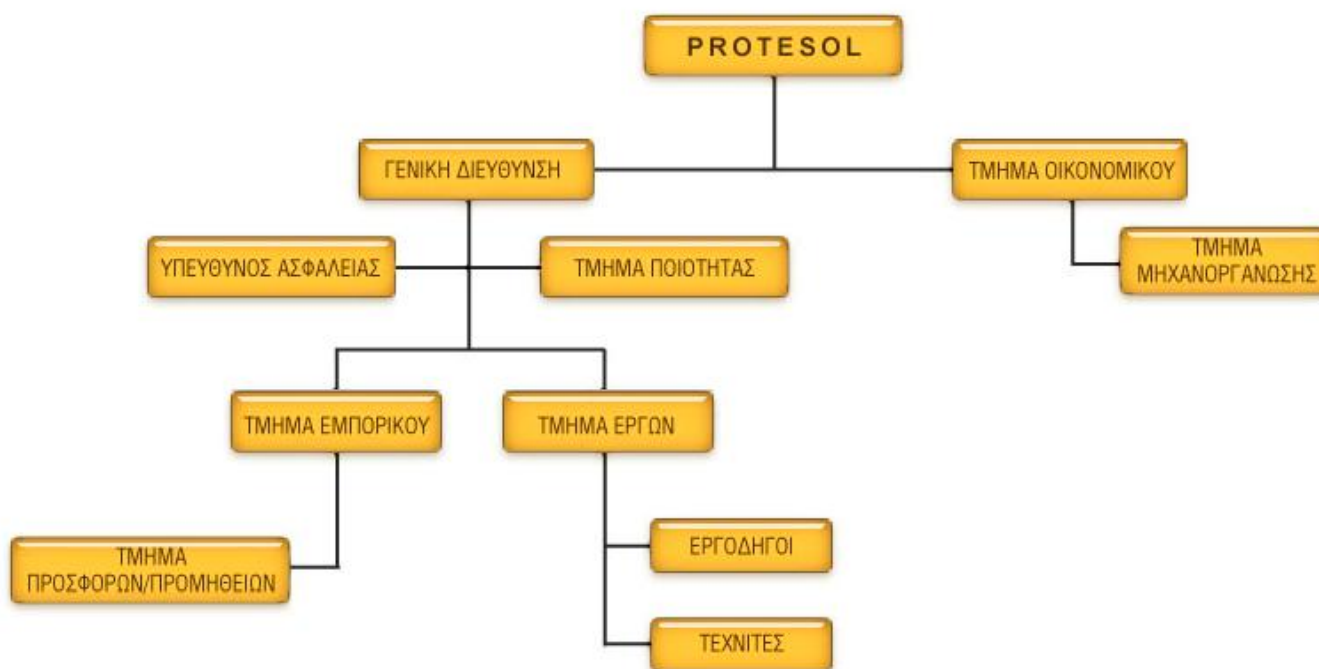 PROTESOL
ΓΕΝΙΚΗ ΔΙΕΥΘΥΝΣΗ
ΤΜΗΜΑ ΟΙΚΟΝΟΜΙΚΟΥ
ΥΠΕΥΘΥΝΟΣ ΑΣΦΑΛΕΙΑΣ
ΤΜΗΜΑ ΠΟΙΟΤΗΤΑΣ
ΤΜΗΜΑ
ΜΗΧΑΝΟΡΓΑΝΩΣΗΣ
ΤΜΗΜΑ ΕΜΠΟΡΙΚΟΥ
ΤΜΗΜΑ ΕΡΓΩΝ
ΤΜΗΜΑ
ΠΡΟΣΦΟΡΩΝ/ΠΡΟΜΗΘΕΙΩΝ
ΕΡΓΟΔΗΓΟΙ
ΤΕΧΝΙΤΕΣ